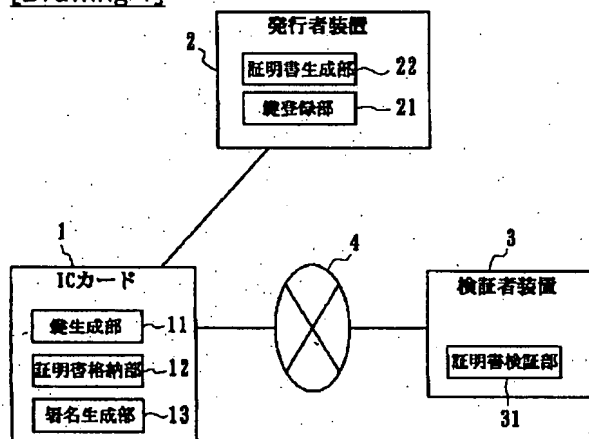 [Drawing 1]
発行者装置
2
証明書生成部 22
鍵登録部 21
1
ICカード
鍵生成部 11
証明書格納部 12
署名生成部 13
4
3
検証者装置
証明書検証部
31